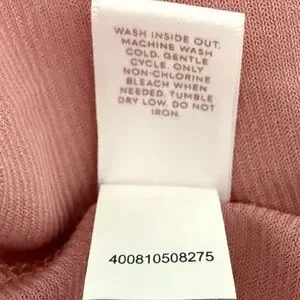 WASH INSIDE OUT.
MACHINE WASH
COLD. GENTLE
CYCLE. ONLY
NON-CHLORINE
BLEACH WHEN
NEEDED. TUMBLE
DRY LOW. DO NOT
IRON.
400810508275